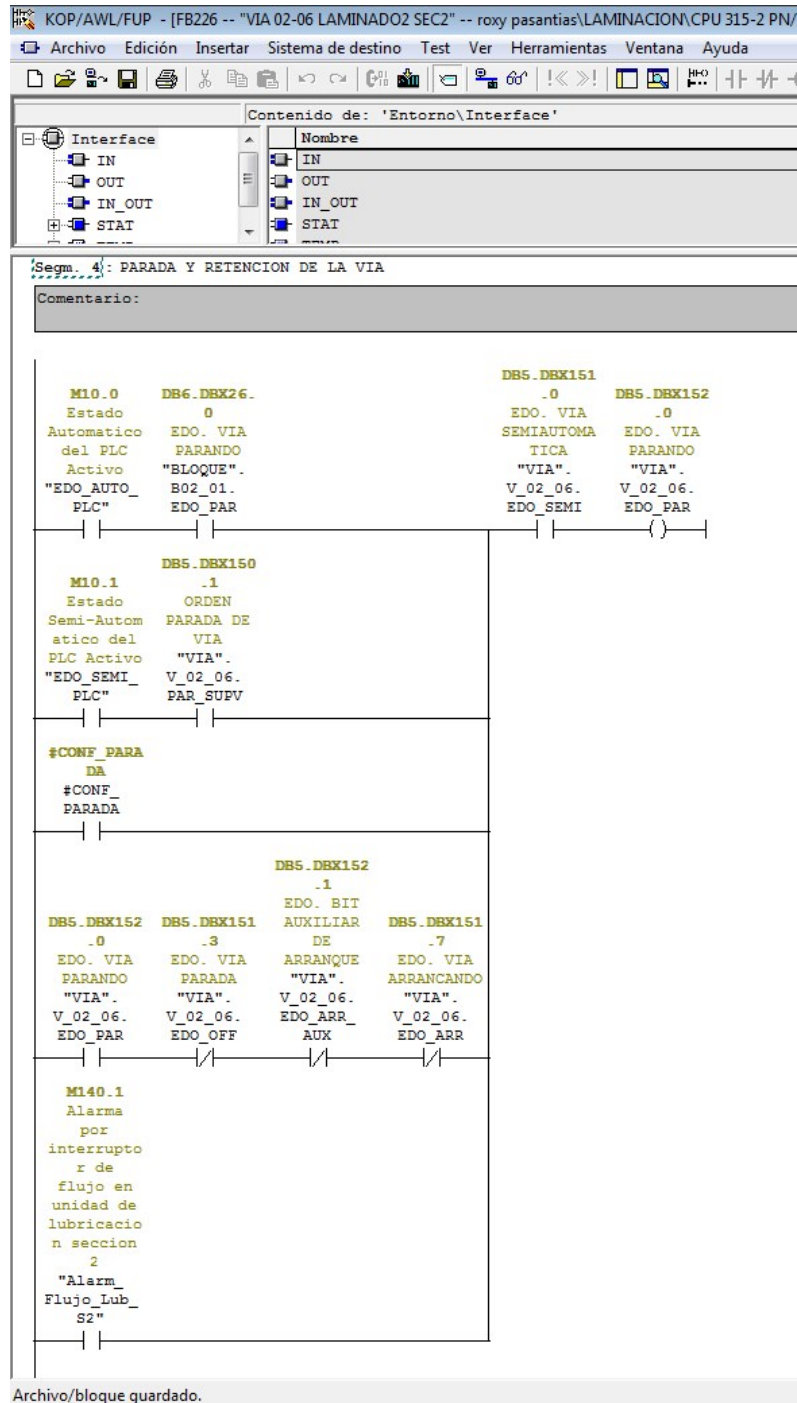 KOP/AWL/FUP - [FB226 -- "VIA 02-06 LAMINADO2 SEC2" -- roxy pasantias\LAMINACION\CPU 315-2 PN/
Archivo Edición Insertar Sistema de destino Test Ver Herramientas Ventana Ayuda
Contenido de: 'Entorno\Interface'
Interface
IN
OUT
IN_OUT
STAT
Nombre
IN
OUT
IN_OUT
STAT
Segm. 4: PARADA Y RETENCION DE LA VIA
Comentario:
M10.0
Estado
Automatico
del PLC
Activo
"EDO_AUTO_
PLC"
DB6.DBX26.
0
EDO. VIA
PARANDO
"BLOQUE".
B02_01.
EDO_PAR
DB5.DBX151
.0
EDO. VIA
SEMIAUTOMA
TICA
"VIA".
V_02_06.
EDO_SEMI
DB5.DBX152
.0
EDO. VIA
PARANDO
"VIA".
V_02_06.
EDO_PAR
M10.1
Estado
Semi-Autom
atico del
PLC Activo
"EDO_SEMI_
PLC"
DB5.DBX150
.1
ORDEN
PARADA DE
VIA
"VIA".
V_02_06.
PAR_SUPV
#CONF_PARA
DA
#CONF_
PARADA
DB5.DBX152
.0
EDO. VIA
PARANDO
"VIA".
V_02_06.
EDO_PAR
DB5.DBX151
.3
EDO. VIA
PARADA
"VIA".
V_02_06.
EDO_OFF
DB5.DBX152
.1
EDO. BIT
AUXILIAR
DE
ARRANQUE
"VIA".
V_02_06.
EDO_ARR_
AUX
DB5.DBX151
.7
EDO. VIA
ARRANCANDO
"VIA".
V_02_06.
EDO_ARR
M140.1
Alarma
por
interrupto
r de
flujo en
unidad de
lubricacio
n seccion
2
"Alarm_
Flujo_Lub_
S2"
Archivo/bloque guardado.